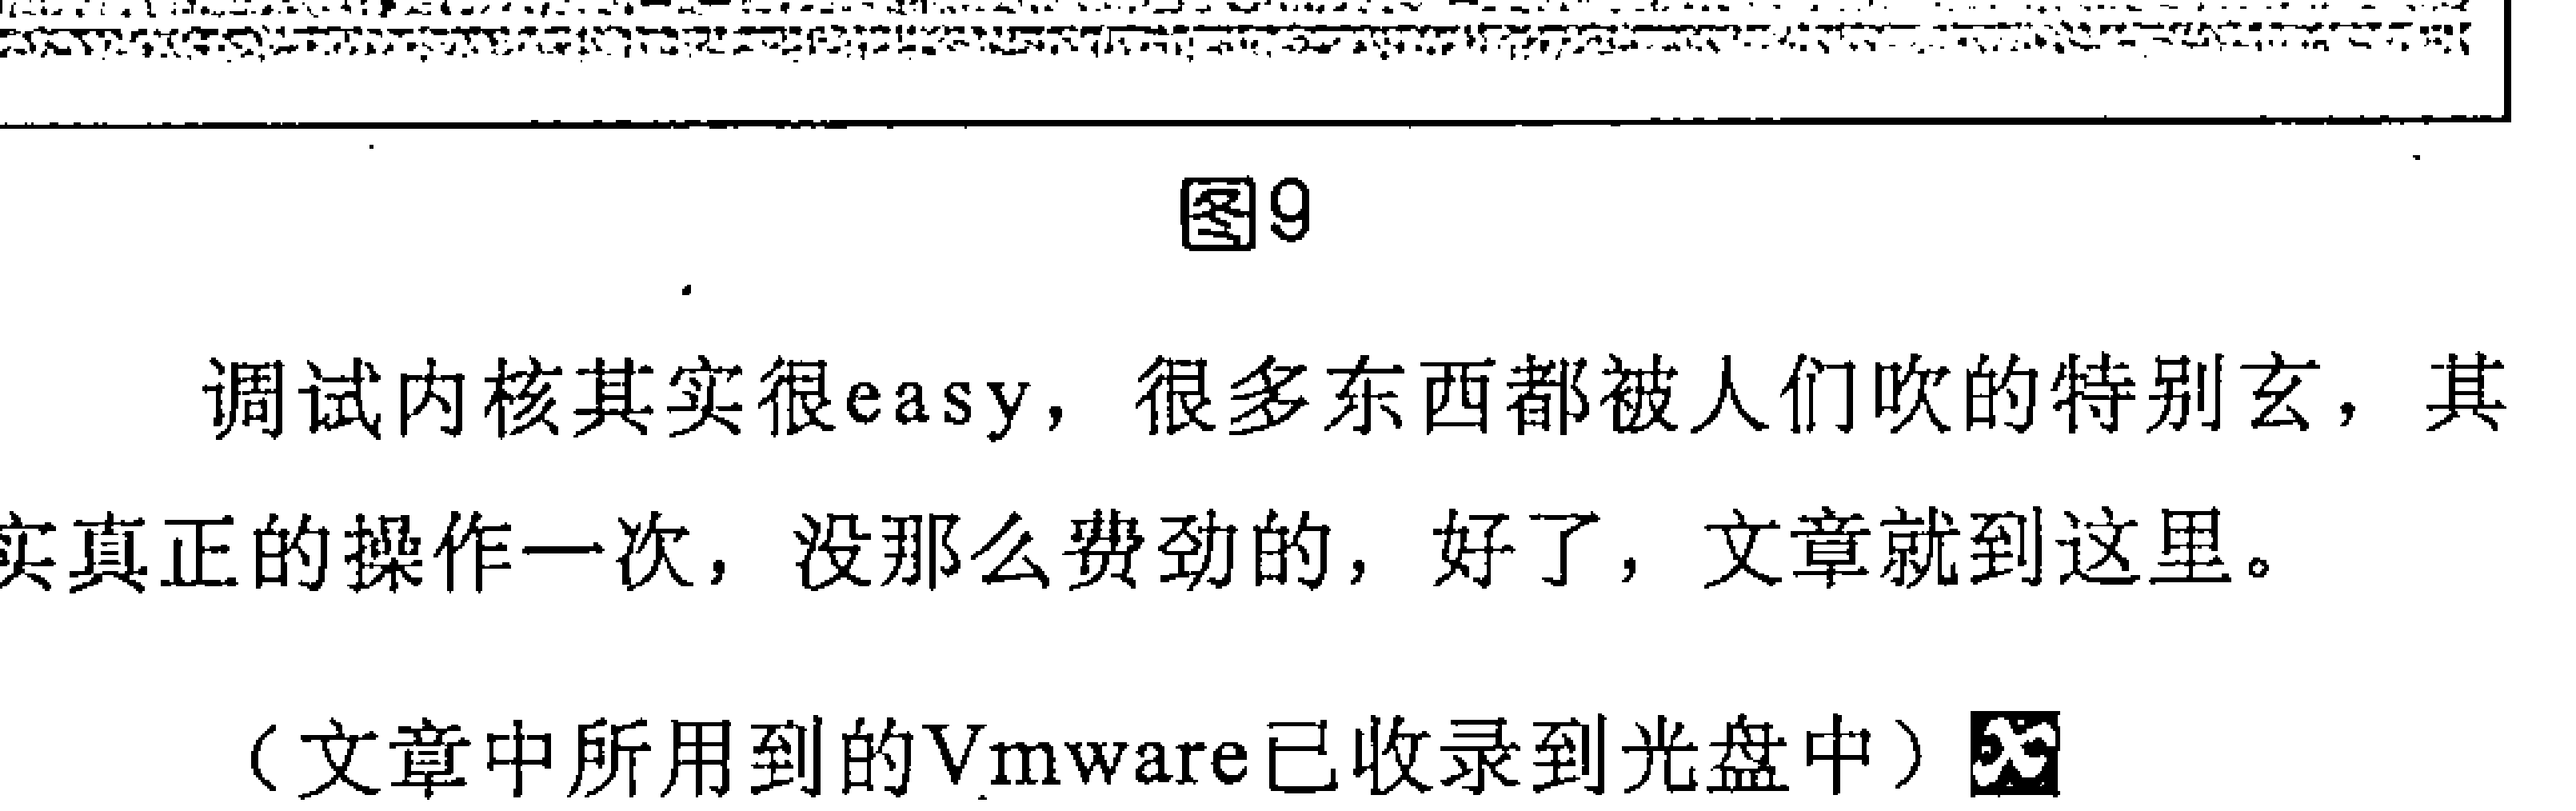 图9
调试内核其实很easy，很多东西都被人们吹的特别玄，其
实真正的操作一次，没那么费劲的，好了，文章就到这里。
（文章中所用到的Vmware已收录到光盘中）